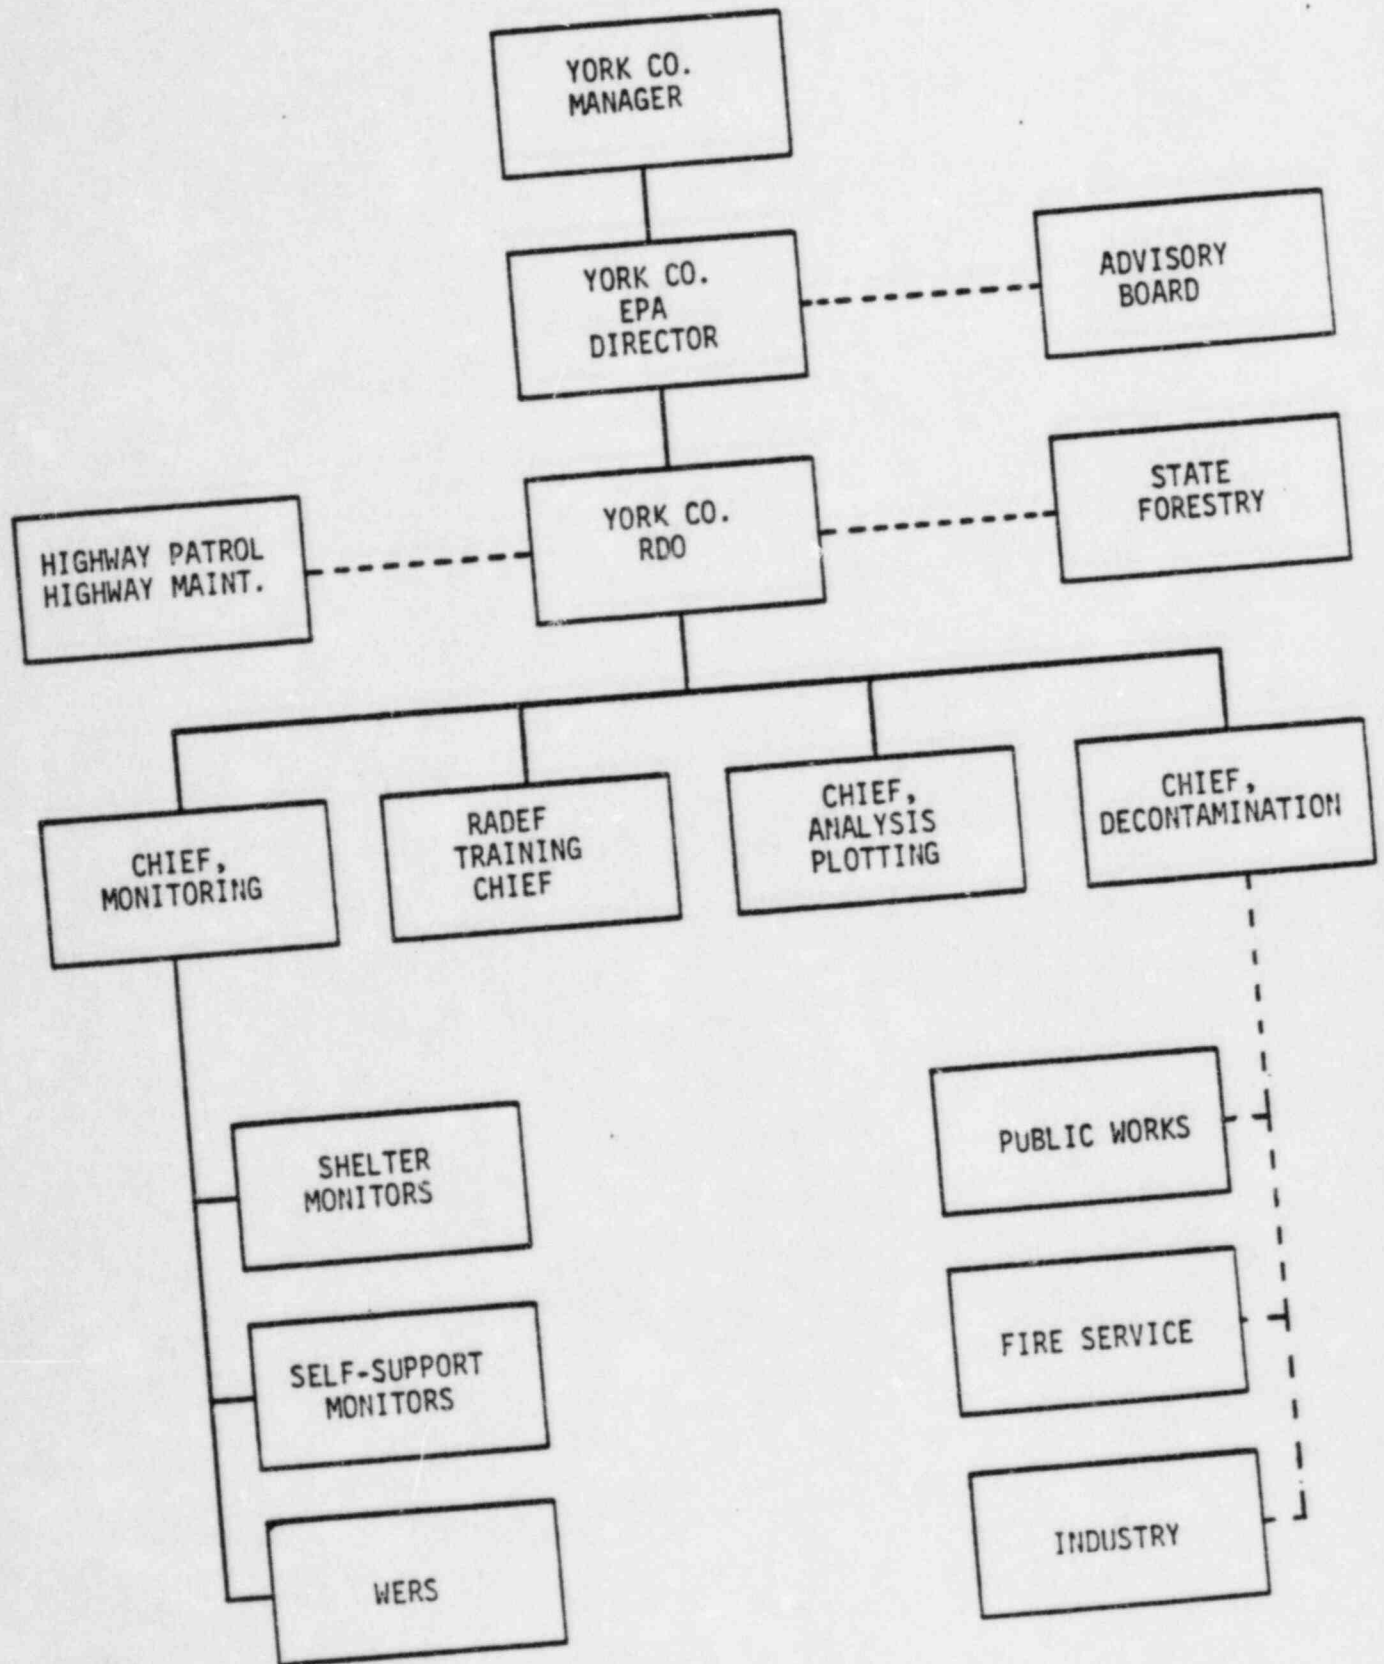 YORK CO.
MANAGER
YORK CO.
EPA
DIRECTOR
ADVISORY
BOARD
HIGHWAY PATROL
HIGHWAY MAINT.
YORK CO.
RDO
STATE
FORESTRY
CHIEF,
MONITORING
RADEF
TRAINING
CHIEF
CHIEF,
ANALYSIS
PLOTTING
CHIEF,
DECONTAMINATION
SHELTER
MONITORS
SELF-SUPPORT
MONITORS
WERS
PUBLIC WORKS
FIRE SERVICE
INDUSTRY